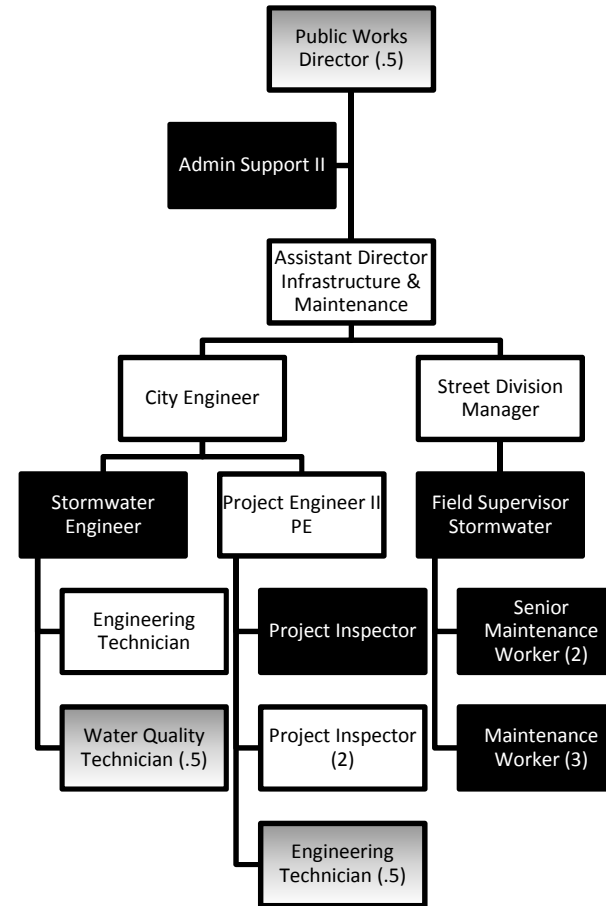 Public Works
Director (.5)
Admin Support II
Assistant Director
Infrastructure &
Maintenance
City Engineer
Street Division
Manager
Stormwater
Engineer
Project Engineer II
PE
Field Supervisor
Stormwater
Engineering
Technician
Project Inspector
Senior
Maintenance
Worker (2)
Water Quality
Technician (.5)
Project Inspector
(2)
Maintenance
Worker (3)
Engineering
Technician (.5)